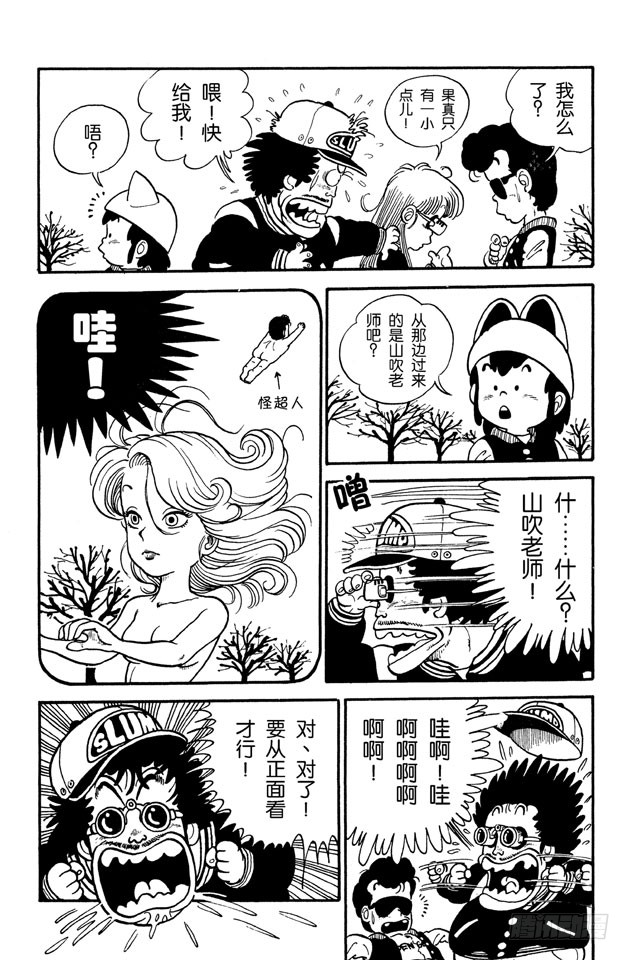 我怎么
了？
果真只
有一小
点儿！
喂！快
给我！
唔？
SLUM
从那边过来
的是山吹老
师吧？
哇！
怪超人
噌
什……什么？
山吹老师！
对、对了！
要从正面看
才行！
SLUM
哇啊！哇
啊啊啊啊
啊啊！